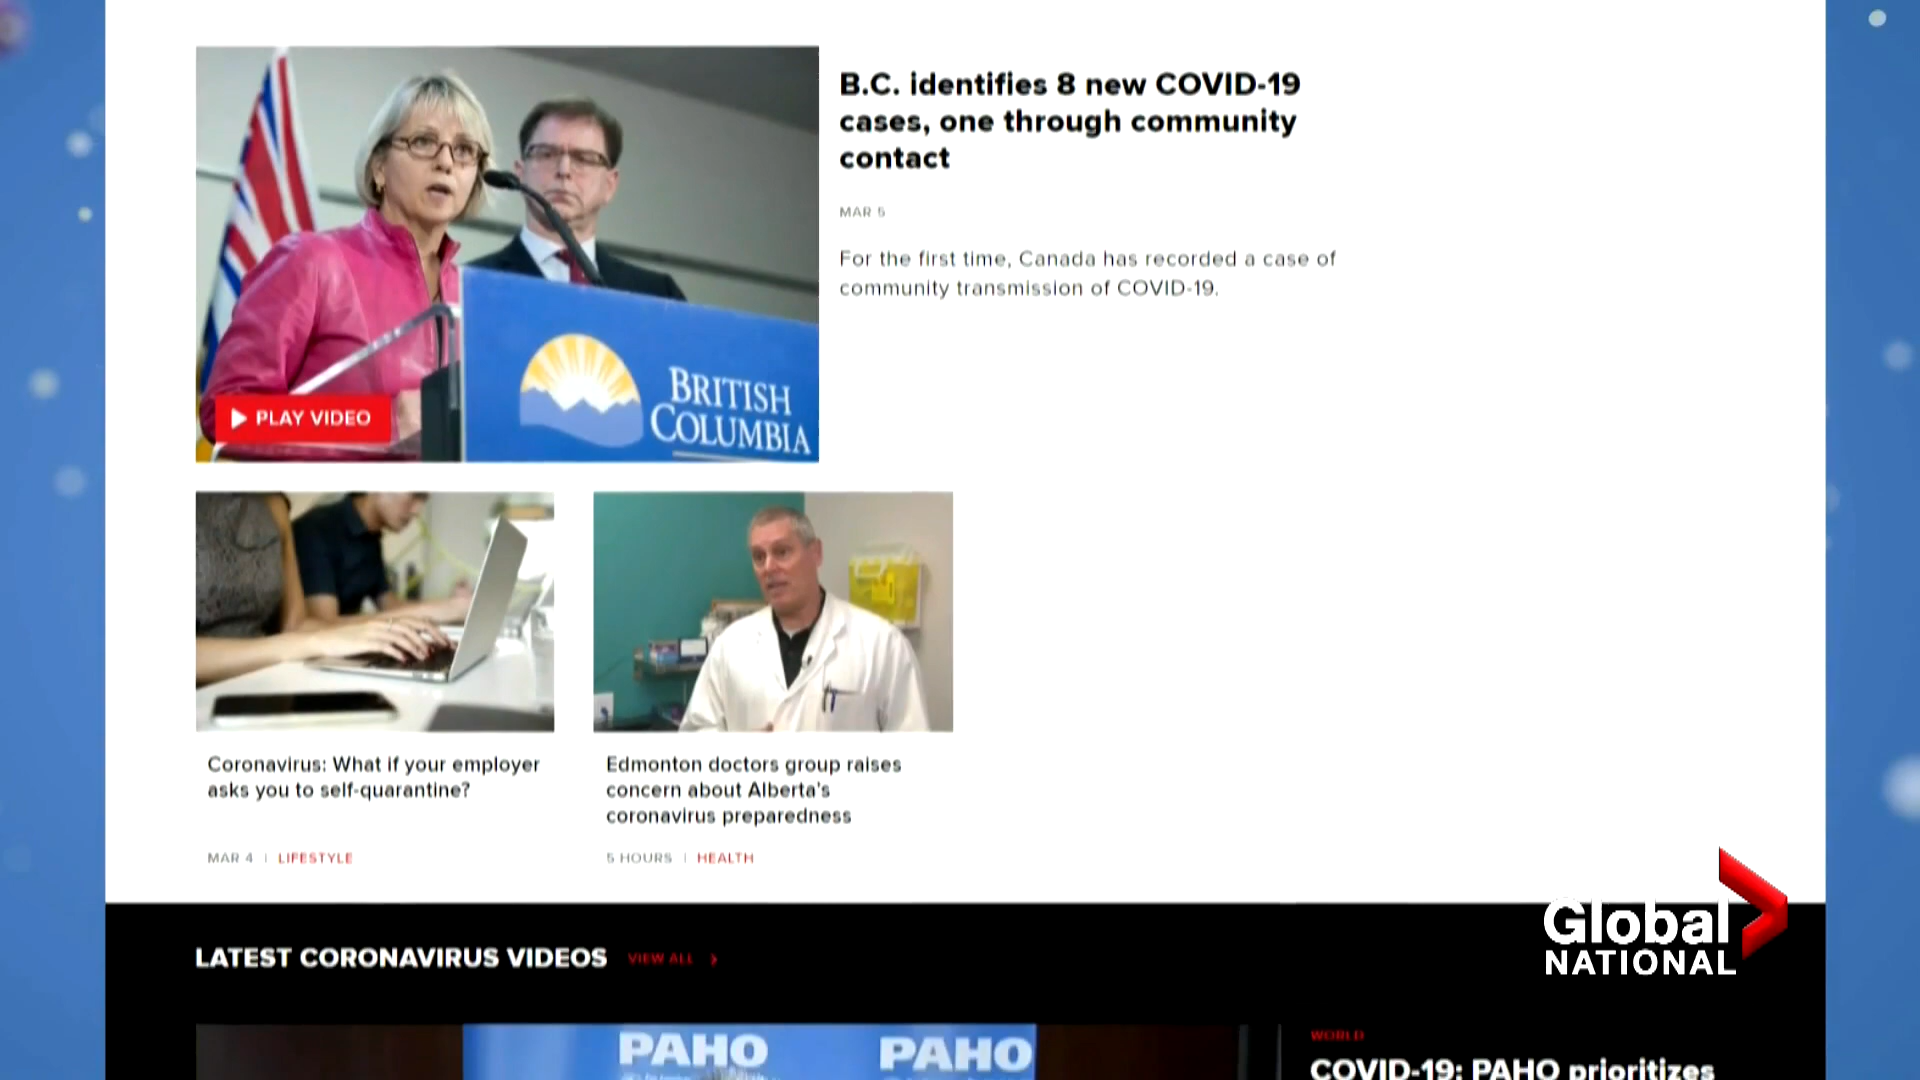 B.C. identifies 8 new COVID-19
cases, one through community
contact
MAR 5
For the first time, Canada has recorded a case of
community transmission of COVID-19.
BRITISH
COLUMBIA
PLAY VIDEO
Coronavirus: What if your employer
asks you to self-quarantine?
MAR 4 | LIFESTYLE
Edmonton doctors group raises
concern about Alberta's
coronavirus preparedness
5 HOURS | HEALTH
LATEST CORONAVIRUS VIDEOS VIEW ALL >
Global
NATIONAL
PAHO PAHO
WORLD
COVID-19: PAHO prioritizes